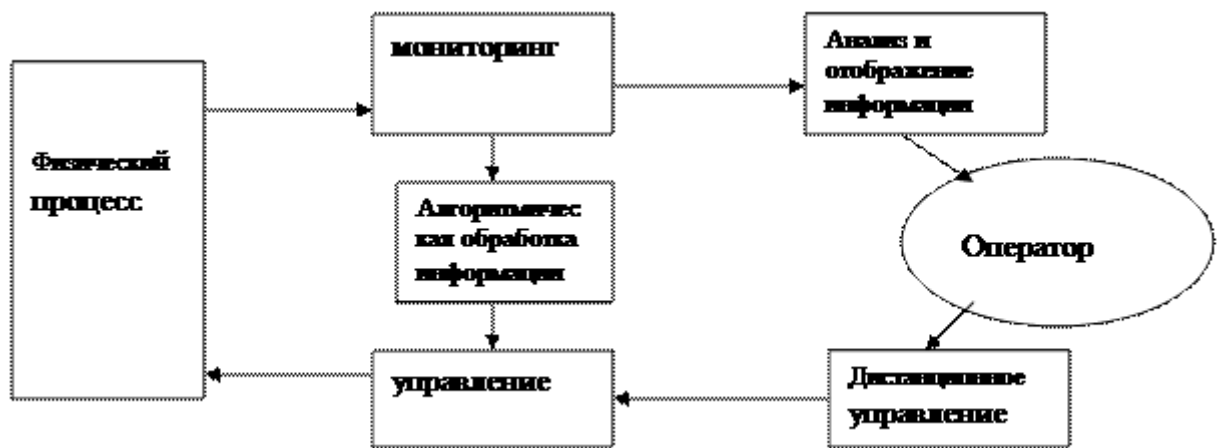 мониторинг
Анализ и
отображение
информации
Физический
процесс
Алгоритмичес
кая обработка
информации
Оператор
управление
Дистанционное
управление